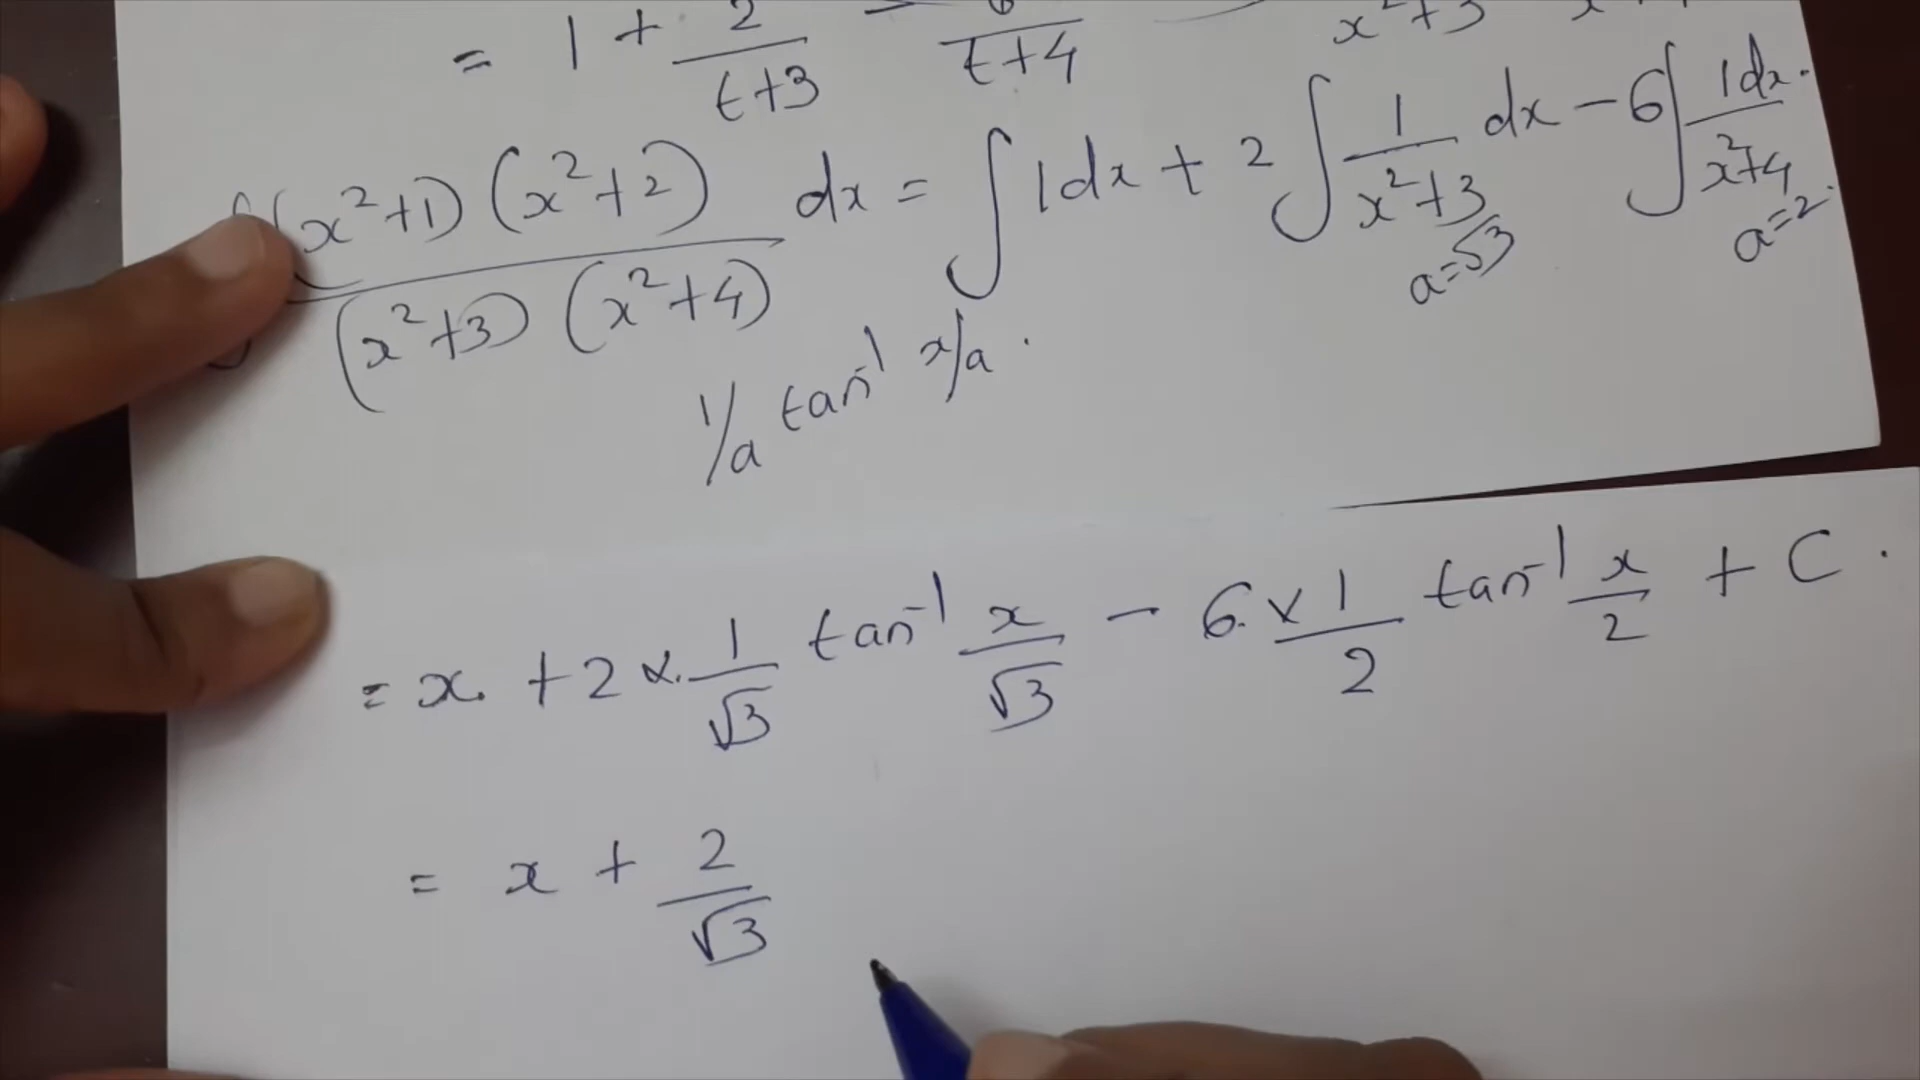 = 1 + 2/(t+3) - 6/(t+4)
x²+3
∫ (x²+1) (x²+2) / (x²+3) (x²+4) dx = ∫ 1dx + 2 ∫ 1/(x²+3) dx - 6 ∫ 1dx/(x²+4) .
a=√3 a=2.
1/a tan⁻¹ x/a .
= x. + 2 × 1/√3 tan⁻¹ x/√3 - 6 × 1/2 tan⁻¹ x/2 + C .
= x + 2/√3